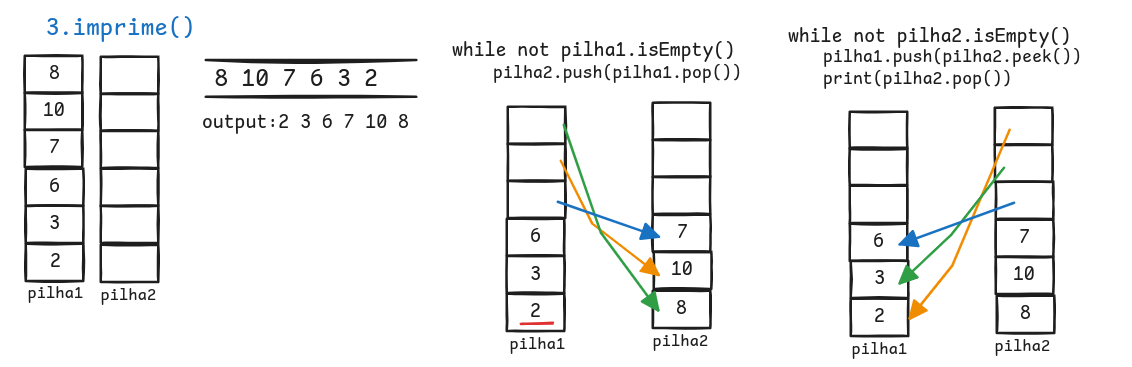 3.imprime()
8
10
7
6
3
2
pilha1
pilha2
8 10 7 6 3 2
output:2 3 6 7 10 8
while not pilha1.isEmpty()
pilha2.push(pilha1.pop())
6
3
2
pilha1
7
10
8
pilha2
while not pilha2.isEmpty()
pilha1.push(pilha2.peek())
print(pilha2.pop())
6
3
2
pilha1
7
10
8
pilha2